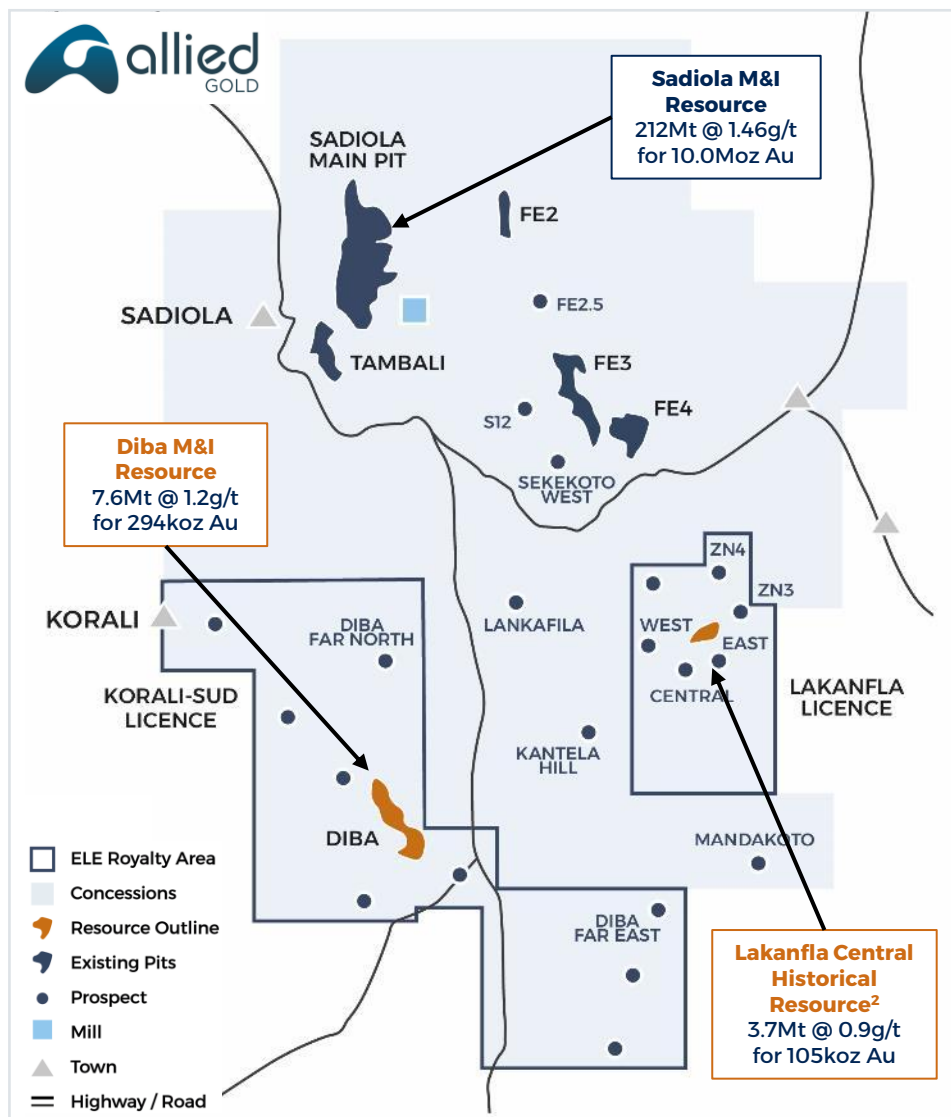 allied
GOLD
Sadiola M&I
Resource
212Mt @ 1.46g/t
for 10.0Moz Au
SADIOLA
MAIN PIT
FE2
FE2.5
SADIOLA
TAMBALI
FE3
FE4
S12
SEKEKOTO
WEST
Diba M&I
Resource
7.6Mt @ 1.2g/t
for 294koz Au
ZN4
ZN3
KORALI
DIBA
FAR NORTH
LANKAFILA
WEST
EAST
CENTRAL
KORALI-SUD
LICENCE
LAKANFLA
LICENCE
KANTELA
HILL
DIBA
MANDAKOTO
DIBA
FAR EAST
ELE Royalty Area
Concessions
Resource Outline
Existing Pits
Prospect
Mill
Town
Highway / Road
Lakanfla Central
Historical
Resource²
3.7Mt @ 0.9g/t
for 105koz Au